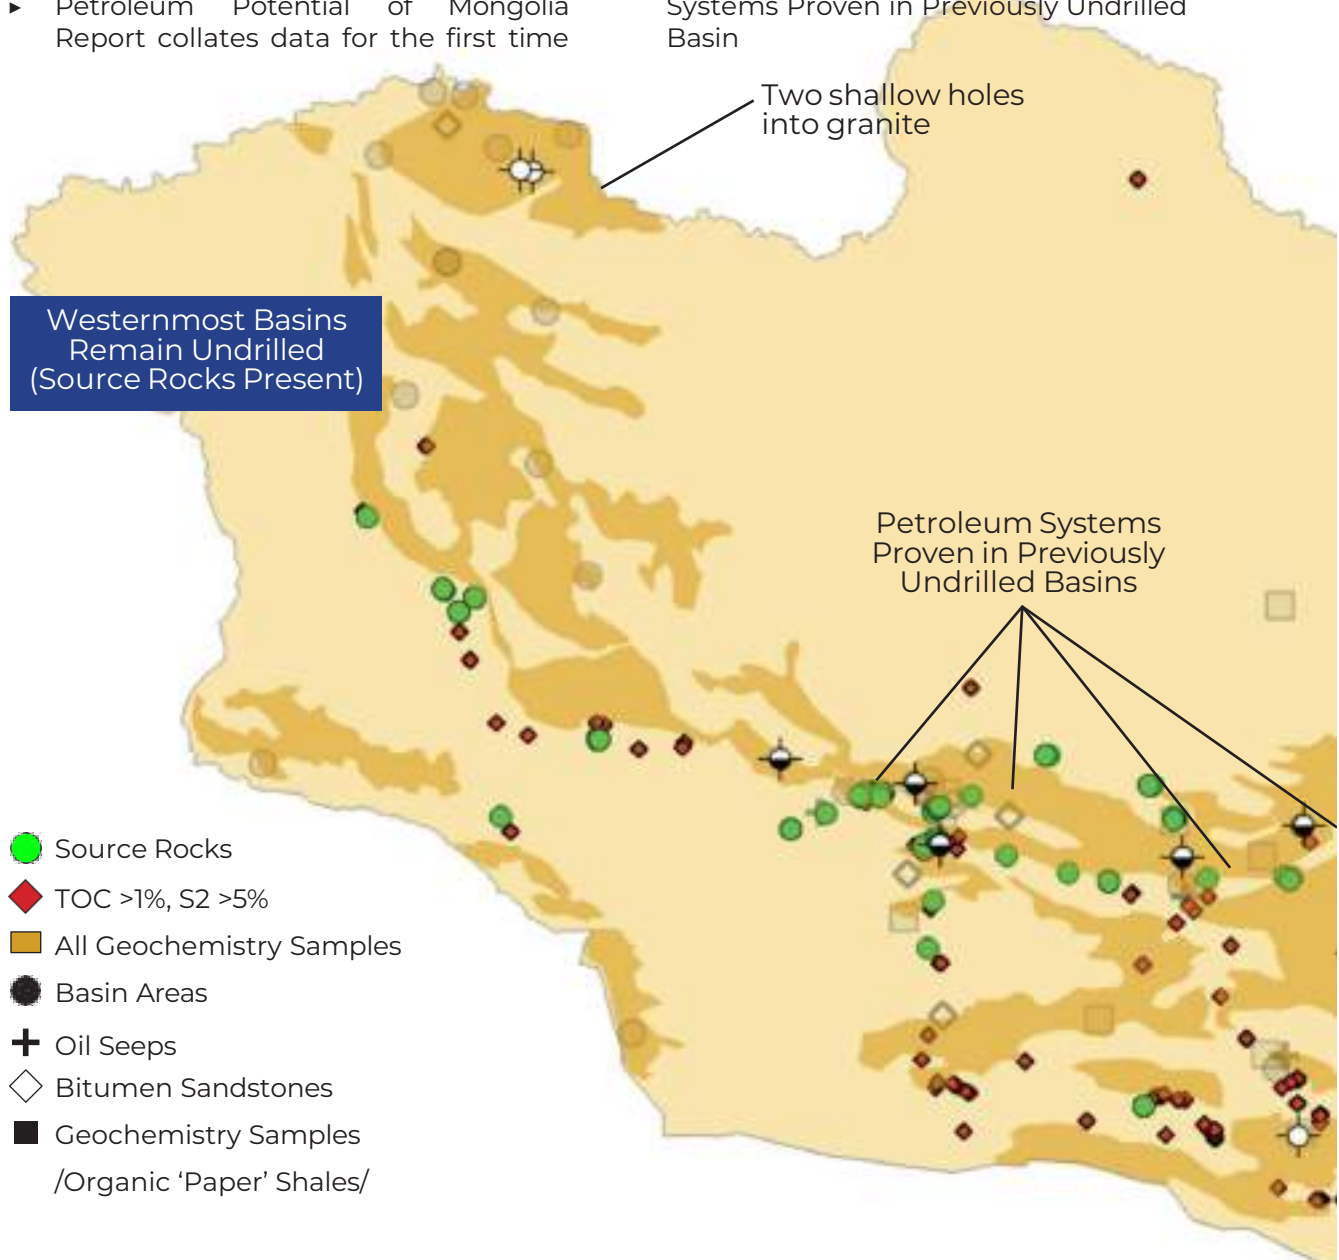 ▸ Petroleum Potential of Mongolia
Report collates data for the first time
Systems Proven in Previously Undrilled
Basin
Two shallow holes
into granite
Westernmost Basins
Remain Undrilled
(Source Rocks Present)
Petroleum Systems
Proven in Previously
Undrilled Basins
Source Rocks
TOC >1%, S2 >5%
All Geochemistry Samples
Basin Areas
Oil Seeps
Bitumen Sandstones
Geochemistry Samples
/Organic ‘Paper’ Shales/